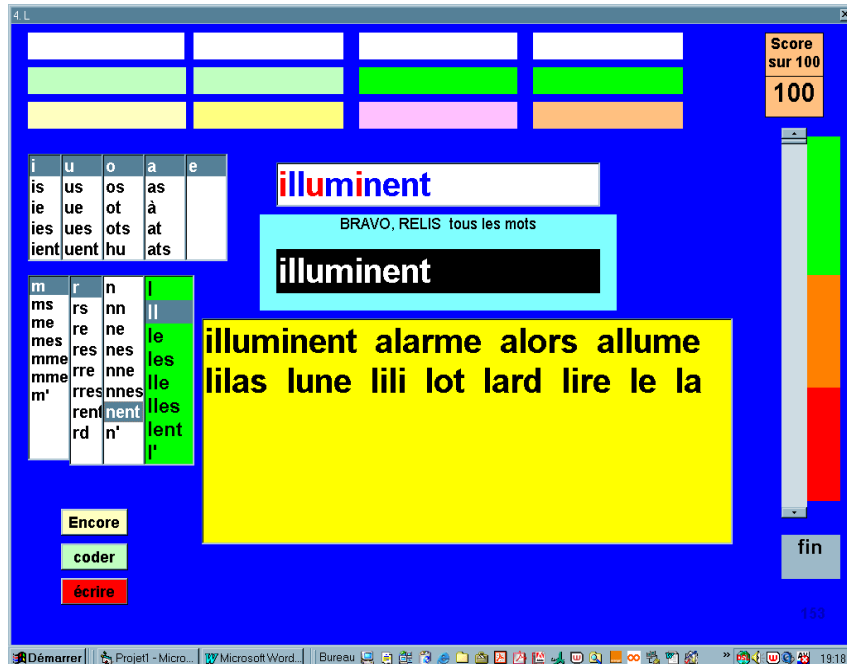 4. L
Score
sur 100
100
i u o a e
is us os as
ie ue ot à
ies ues ots at
ient uent hu ats
illuminent
BRAVO, RELIS tous les mots
illuminent
m r n l
ms rs nn ll
me re ne le
mes res nes les
mme rre nne lle
mme rres nnes lles
m' rent nent lent
rd n' l'
illuminent alarme alors allume
lilas lune lili lot lard lire le la
Encore
coder
écrire
fin
153
Démarrer Projet1 - Micro... Microsoft Word... Bureau » 19:18